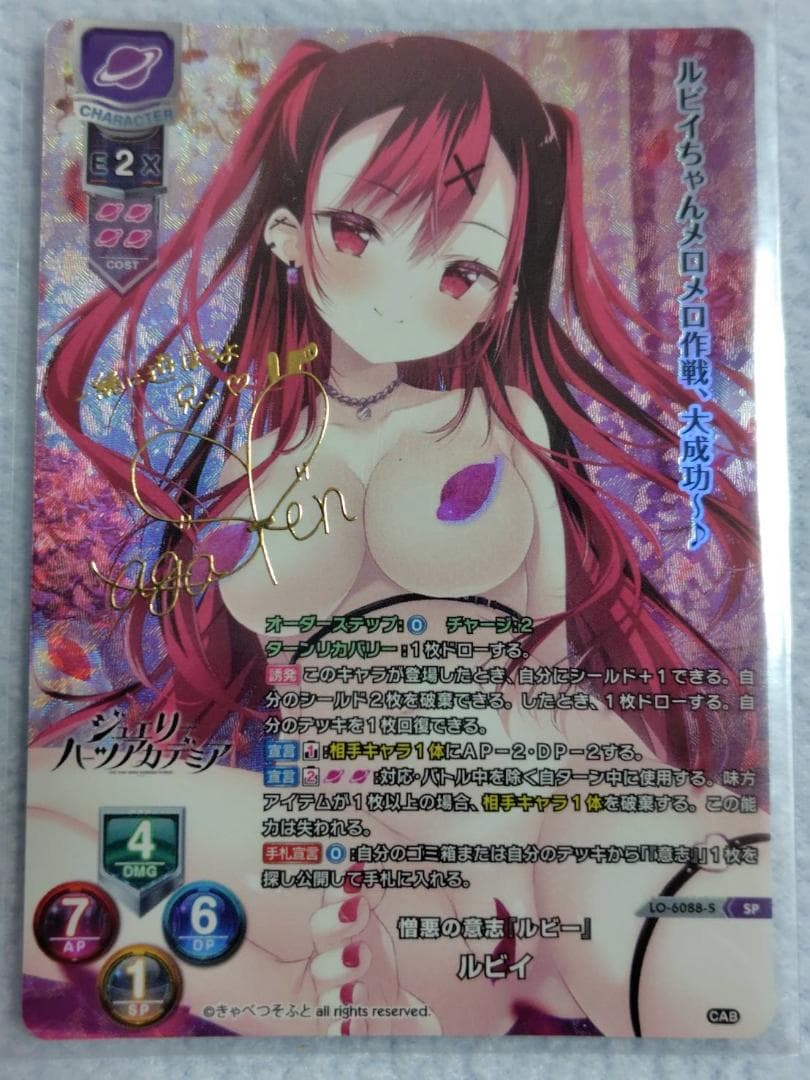 CHARACTER
E 2 X
COST
ルビイちゃんメロメロ作戦、大成功～♪
一緒に遊ぼうよ
兄ぃ♡
オーダーステップ:0 チャージ:2
ターンリカバリー:1枚ドローする。
誘発 このキャラが登場したとき、自分にシールド＋1できる。自
分のシールド2枚を破棄できる。したとき、1枚ドローする。自
分のデッキを1枚回復できる。
宣言 1:相手キャラ1体にAP－2・DP－2する。
宣言 2:対応・バトル中を除く自ターン中に使用する。味方
アイテムが1枚以上の場合、相手キャラ1体を破棄する。この能
力は失われる。
手札宣言 0:自分のゴミ箱または自分のデッキから「『意志』」1枚を
探し公開して手札に入れる。
ジュエリー
ハーツアカデミア
4
DMG
7
AP
6
DP
1
SP
LO-6088-S SP
憎悪の意志『ルビー』
ルビイ
©きゃべつそふと all rights reserved.
CAB